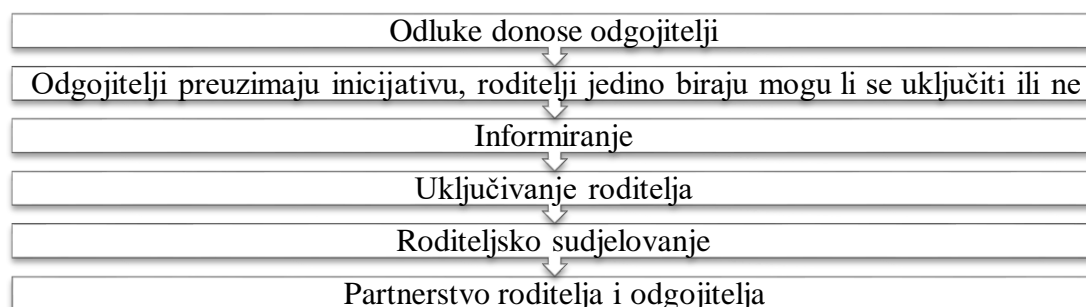 Odluke donose odgojitelji
Odgojitelji preuzimaju inicijativu, roditelji jedino biraju mogu li se uključiti ili ne
Informiranje
Uključivanje roditelja
Roditeljsko sudjelovanje
Partnerstvo roditelja i odgojitelja